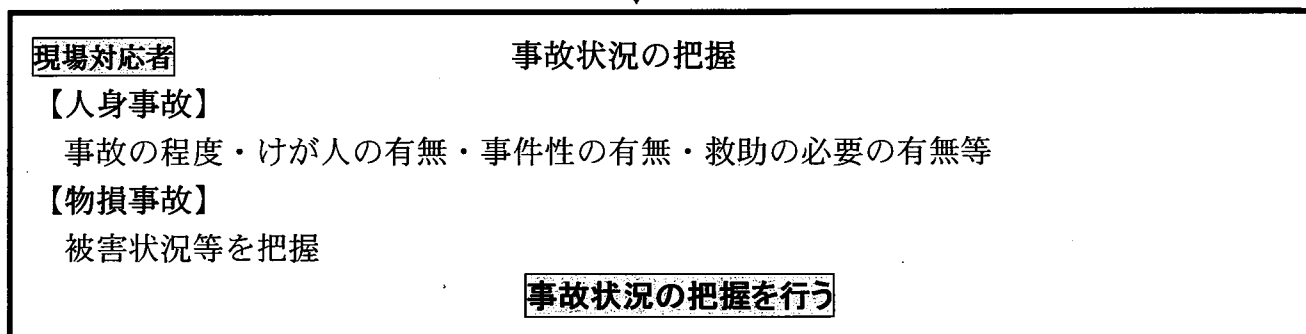 現場対応者 事故状況の把握
【人身事故】
事故の程度・けが人の有無・事件性の有無・救助の必要の有無等
【物損事故】
被害状況等を把握
事故状況の把握を行う